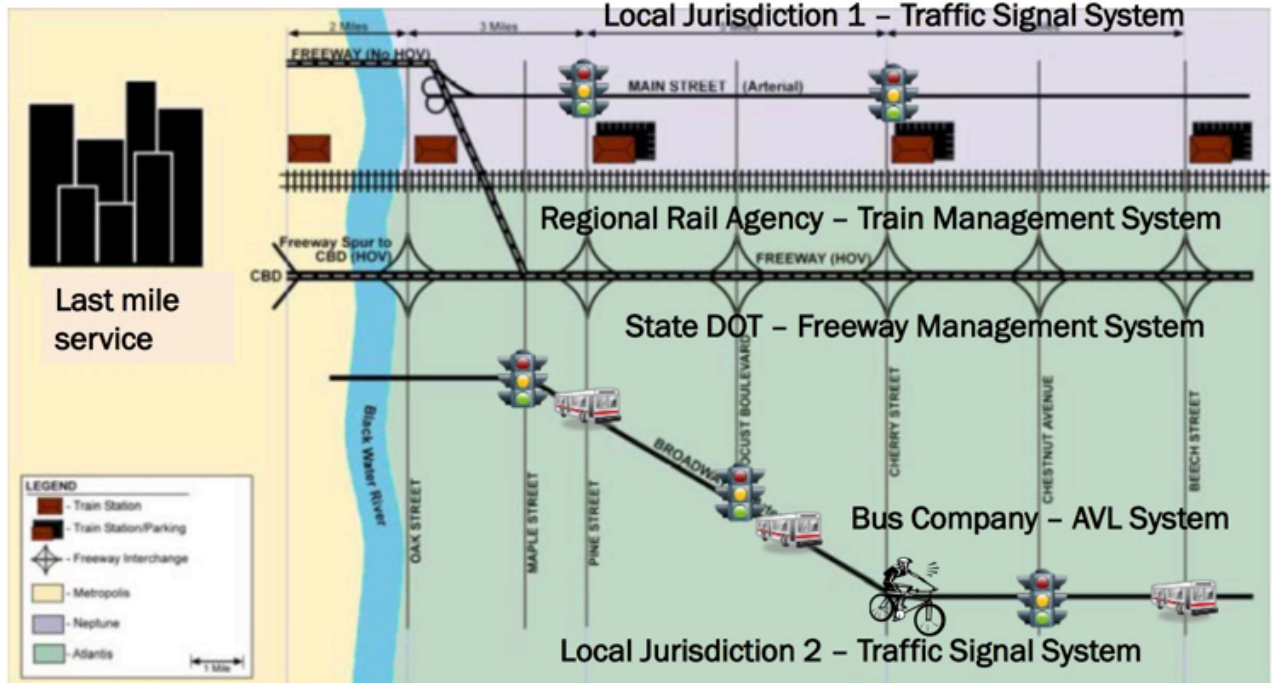 Local Jurisdiction 1 – Traffic Signal System
2 Miles
3 Miles
Miles
FREEWAY (No HOV)
MAIN STREET (Arterial)
Regional Rail Agency – Train Management System
Freeway Spur to
CBD (HOV)
FREEWAY (HOV)
CBD
Last mile
service
State DOT – Freeway Management System
Black Water River
OAK STREET
MAPLE STREET
PINE STREET
BROADWAY
LOCUST BOULEVARD
CHERRY STREET
CHESTNUT AVENUE
BEECH STREET
Bus Company – AVL System
Local Jurisdiction 2 – Traffic Signal System
LEGEND
- Train Station
- Train Station/Parking
- Freeway Interchange
- Metropolis
- Neptune
- Atlantis
1 Mile